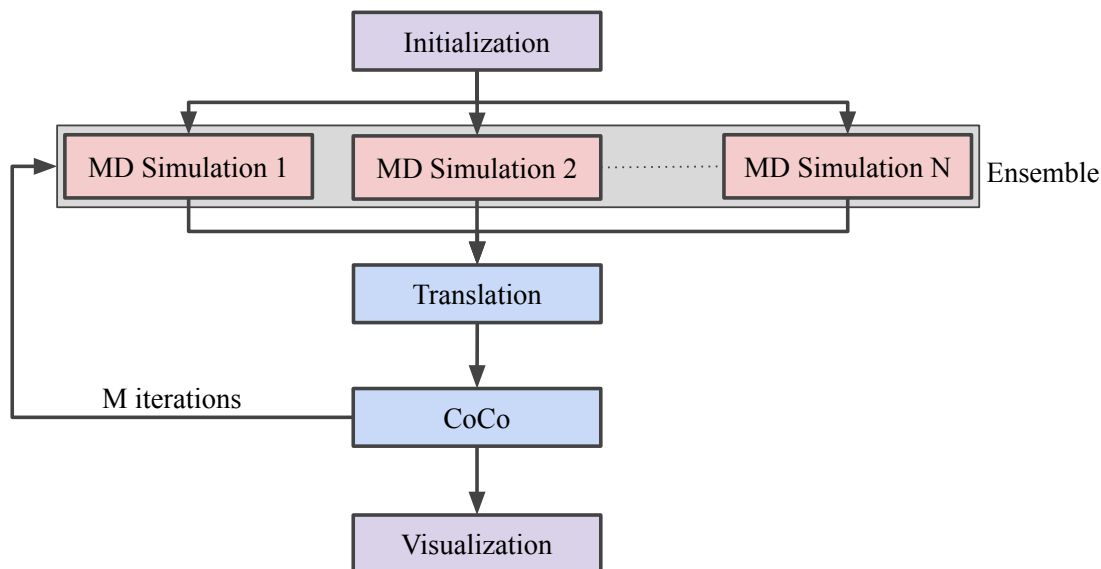 Initialization
MD Simulation 1
MD Simulation 2
MD Simulation N
Ensemble
Translation
M iterations
CoCo
Visualization